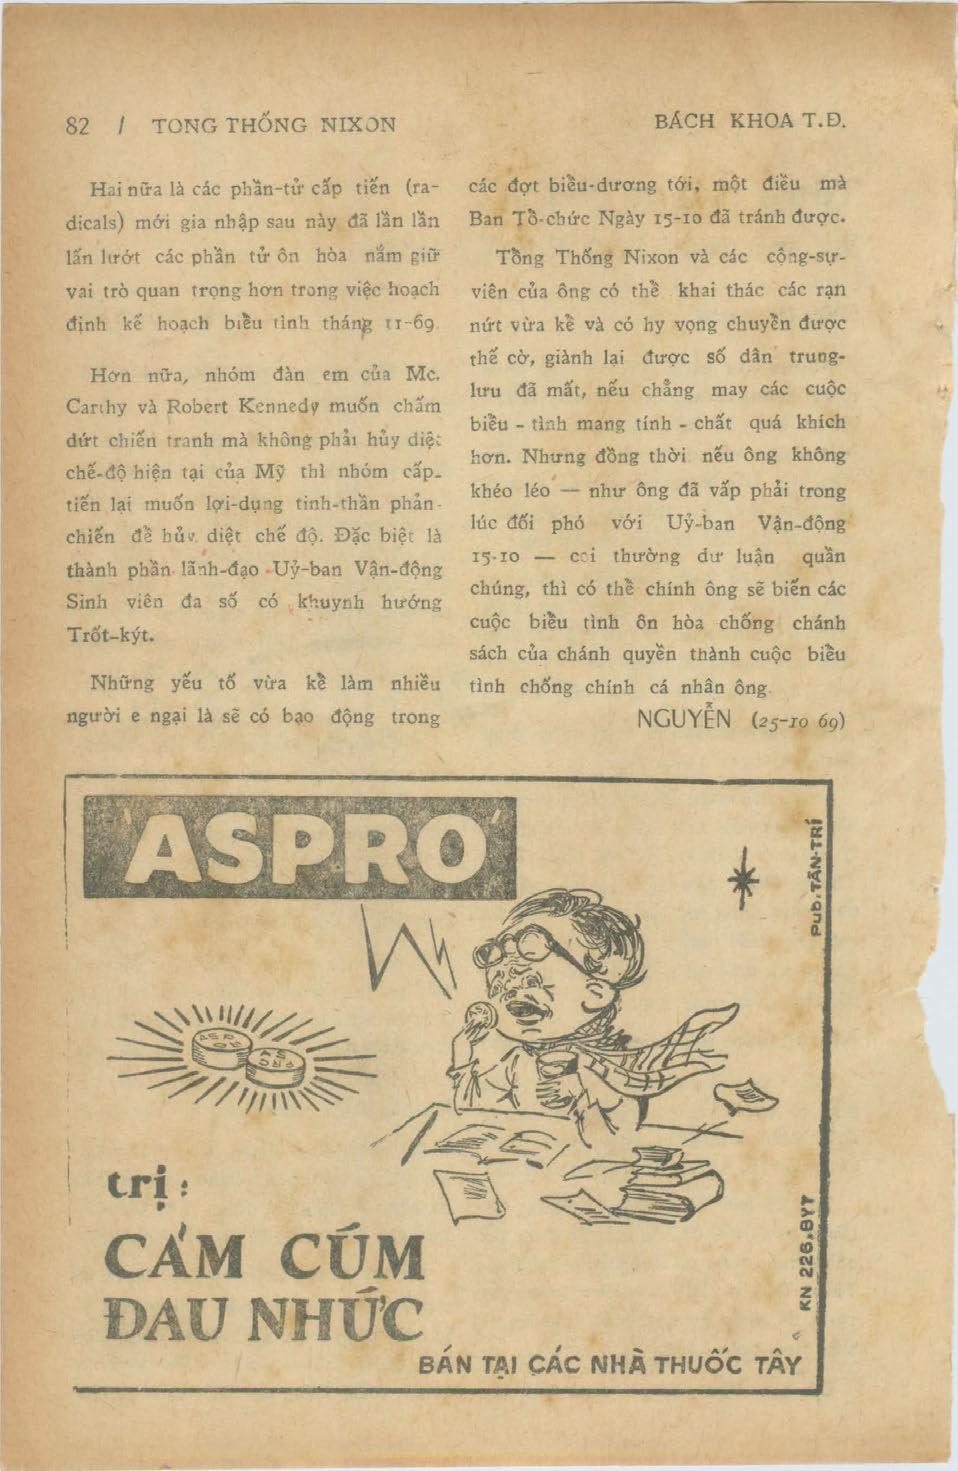 82 / TONG THỐNG NIXON
BÁCH KHOA T.Đ.
Hai nữa là các phần-tử cấp tiến (ra-
dicals) mới gia nhập sau này đã lần lần
lấn lướt các phần tử ôn hòa nắm giữ
vai trò quan trọng hơn trong việc hoạch
định kế hoạch biểu tình tháng 11-69.
Hơn nữa, nhóm đàn em của Mc.
Carthy và Robert Kennedy muốn chấm
dứt chiến tranh mà không phải hủy diệt
chế-độ hiện tại của Mỹ thì nhóm cấp-
tiến lại muốn lợi-dụng tinh-thần phản-
chiến để hủy diệt chế độ. Đặc biệt là
thành phần lãnh-đạo Uỷ-ban Vận-động
Sinh viên đa số có khuynh hướng
Trốt-kýt.
Những yếu tố vừa kể làm nhiều
người e ngại là sẽ có bạo động trong
các đợt biểu-dương tới, một điều mà
Ban Tổ-chức Ngày 15-10 đã tránh được.
Tổng Thống Nixon và các cộng-sự-
viên của ông có thể khai thác các rạn
nứt vừa kể và có hy vọng chuyển được
thế cờ, giành lại được số dân trung-
lưu đã mất, nếu chẳng may các cuộc
biểu - tình mang tính - chất quá khích
hơn. Nhưng đồng thời nếu ông không
khéo léo — như ông đã vấp phải trong
lúc đối phó với Uỷ-ban Vận-động
15-10 — coi thường dư luận quần
chúng, thì có thể chính ông sẽ biến các
cuộc biểu tình ôn hòa chống chánh
sách của chánh quyền thành cuộc biểu
tình chống chính cá nhân ông.
NGUYỄN (25-10 69)
'ASPRO'
Pub. TÂN-TRÍ
ASPRO
ASPRO
trị :
CẢM CÚM
ĐAU NHỨC
KN 226.BYT
BÁN TẠI CÁC NHÀ THUỐC TÂY